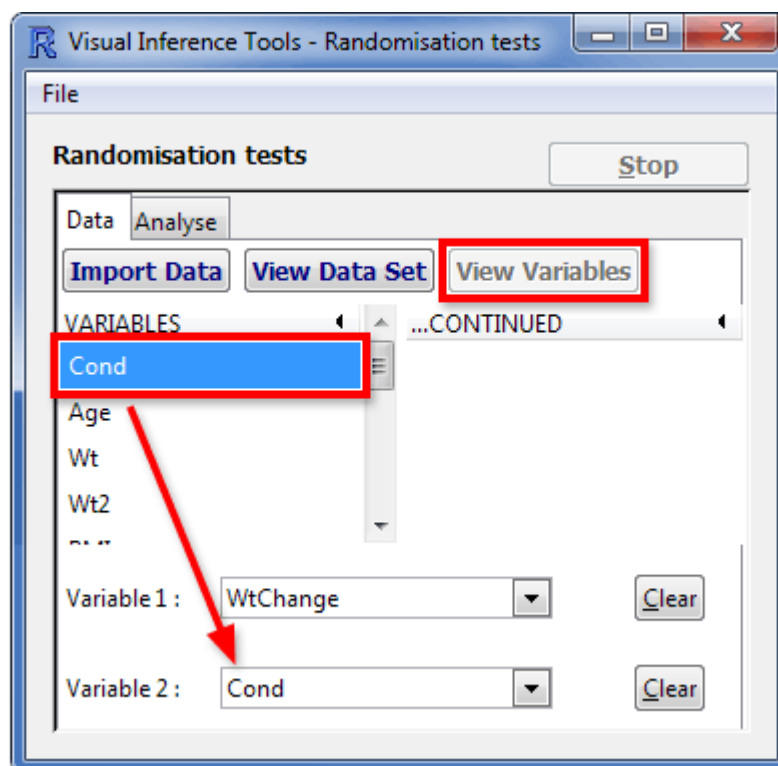 Visual Inference Tools - Randomisation tests
File
Randomisation tests
Stop
Data Analyse
Import Data View Data Set View Variables
VARIABLES ...CONTINUED
Cond
Age
Wt
Wt2
Variable 1 : WtChange Clear
Variable 2 : Cond Clear